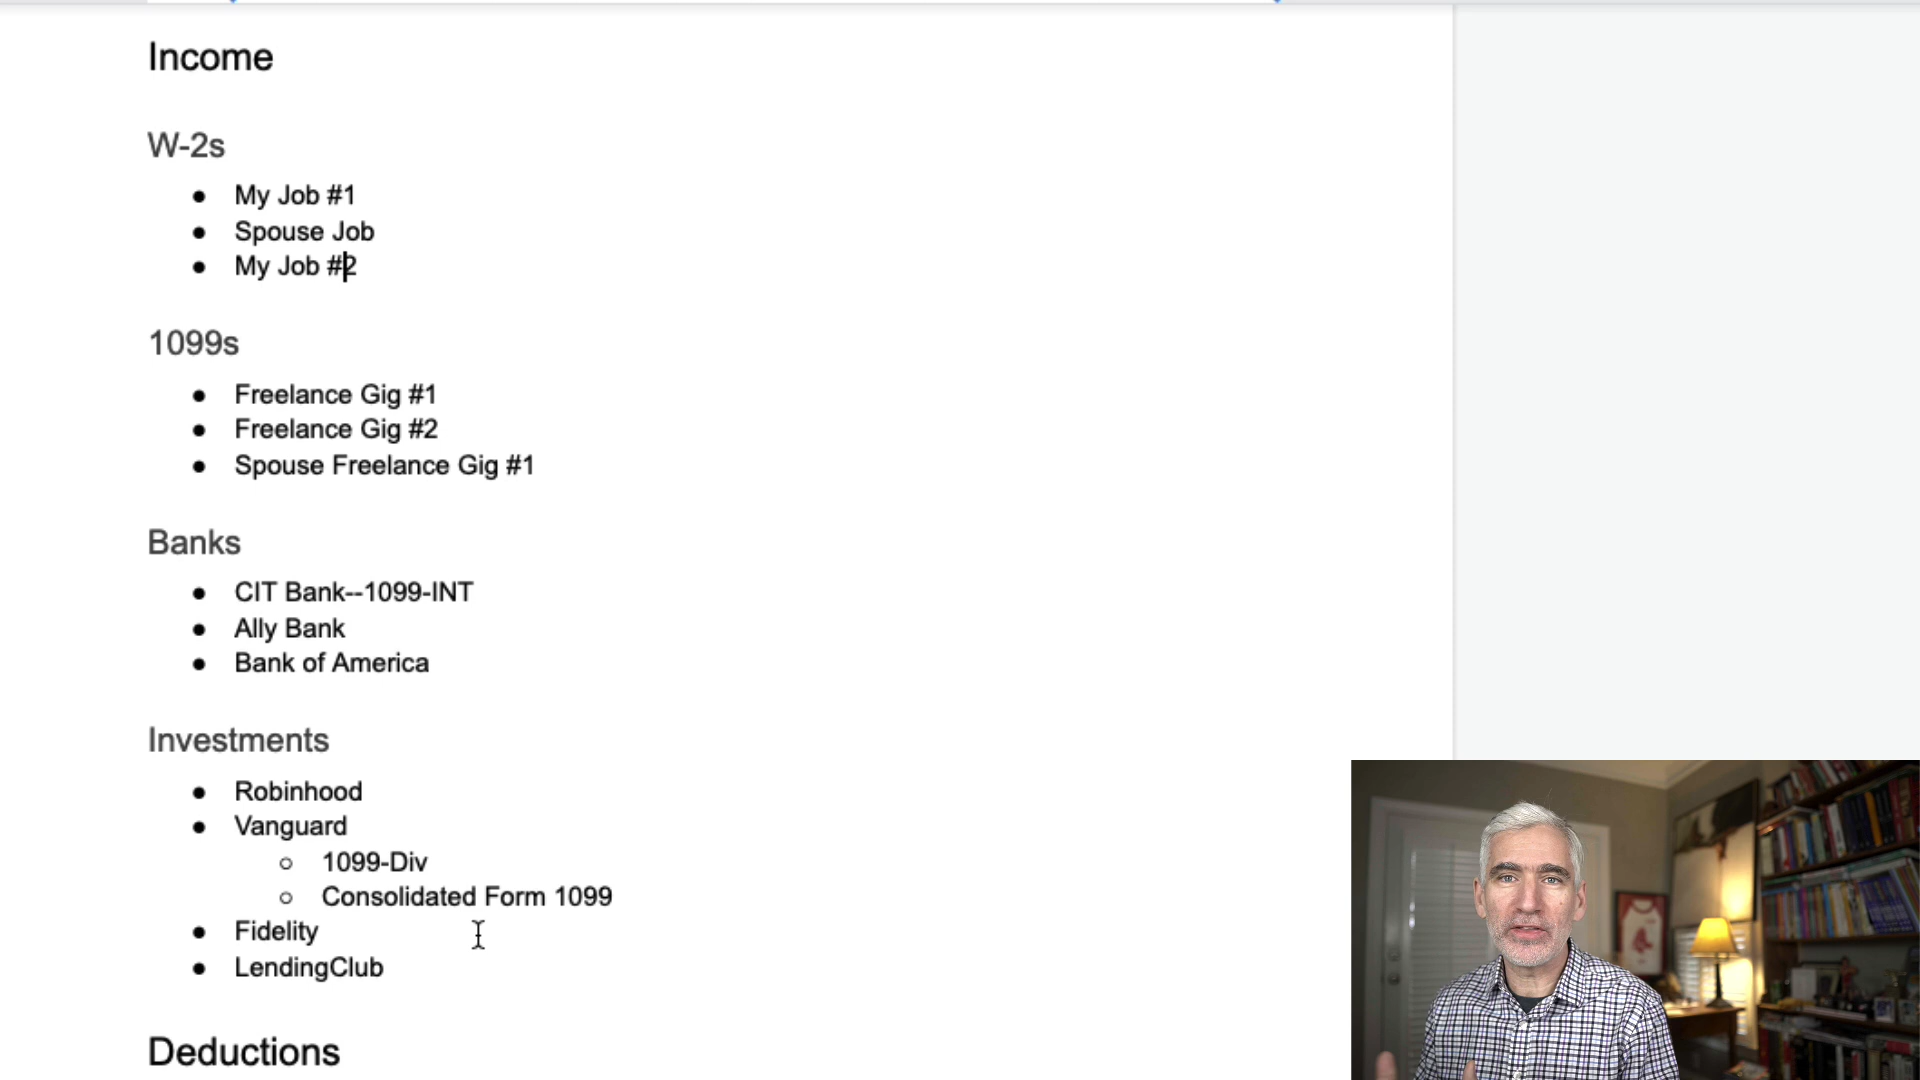 Income
W-2s
● My Job #1
● Spouse Job
● My Job #2
1099s
● Freelance Gig #1
● Freelance Gig #2
● Spouse Freelance Gig #1
Banks
● CIT Bank--1099-INT
● Ally Bank
● Bank of America
Investments
● Robinhood
● Vanguard
○ 1099-Div
○ Consolidated Form 1099
● Fidelity
● LendingClub
Deductions